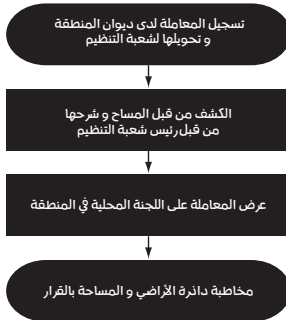 تسجيل المعاملة لدى ديوان المنطقة
و تحويلها لشعبة التنظيم
الكشف من قبل المساح و شرحها
من قبل رئيس شعبة التنظيم
عرض المعاملة على اللجنة المحلية في المنطقة
مخاطبة دائرة الأراضي و المساحة بالقرار